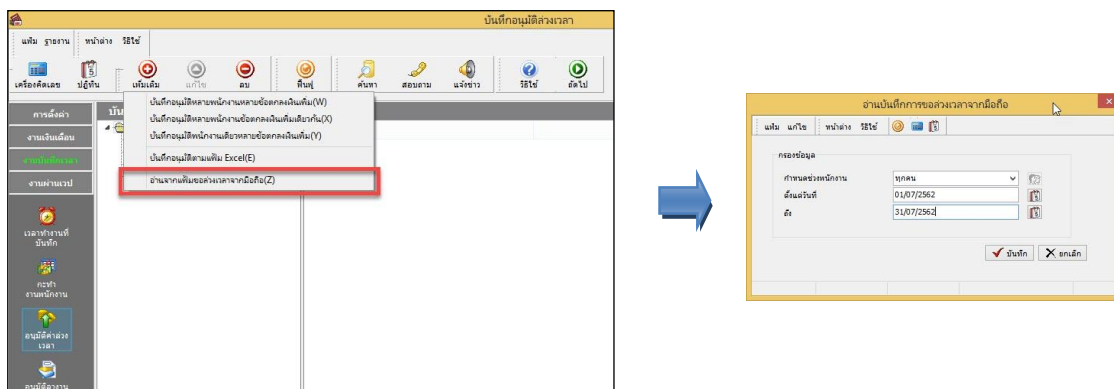 บันทึกอนุมัติล่วงเวลา
แฟ้ม ฐานงาน หน้าต่าง วิธีใช้
เครื่องคิดเลข ปฏิทิน เพิ่มเติม แก้ไข ลบ ฟื้นฟู ค้นหา สอบถาม แจ้งข่าว วิธีใช้ ถัดไป
การตั้งค่า
งานเงินเดือน
งานบันทึกเวลา
งานผ่านเวป
บัน
บันทึกอนุมัติหลายพนักงานหลายข้อตกลงเงินเพิ่ม(W)
บันทึกอนุมัติหลายพนักงานข้อตกลงเงินเพิ่มเดียวกัน(X)
บันทึกอนุมัติพนักงานเดียวหลายข้อตกลงเงินเพิ่ม(Y)
บันทึกอนุมัติตามแฟ้ม Excel(E)
อ่านจากแฟ้มขอล่วงเวลาจากมือถือ(Z)
เวลาทำงานที่
บันทึก
กะทำ
งานพนักงาน
อนุมัติค่าล่วง
เวลา
อนุมัติลางาน
อ่านบันทึกการขอล่วงเวลาจากมือถือ
แฟ้ม แก้ไข หน้าต่าง วิธีใช้
กรองข้อมูล
กำหนดช่วงพนักงาน ทุกคน
ตั้งแต่วันที่ 01/07/2562
ถึง 31/07/2562
บันทึก ยกเลิก